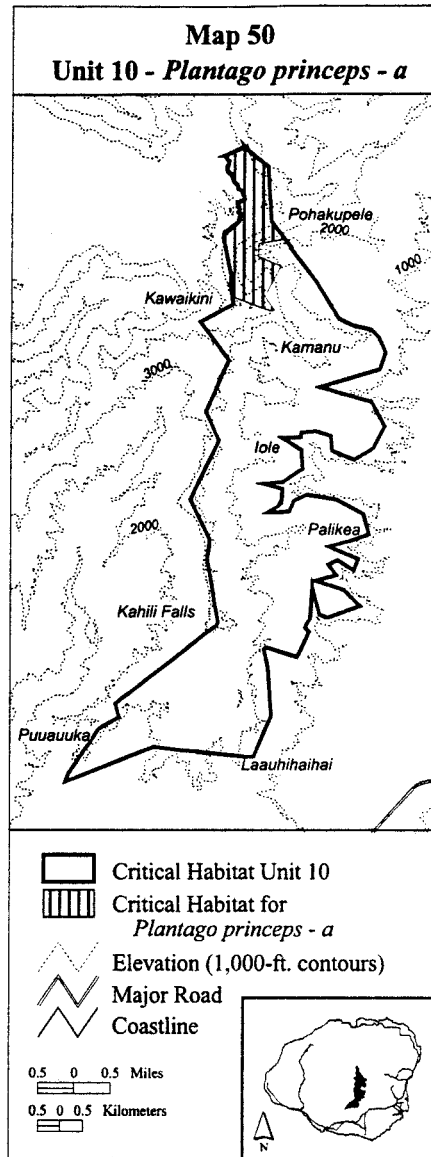 Map 50
Unit 10 - Plantago princeps - a
Pohakupele
2000
1000
Kawaikini
Kamanu
3000
Iole
2000
Palikea
Kahili Falls
Puuauuka
Laauhihaihai
Critical Habitat Unit 10
Critical Habitat for
Plantago princeps - a
Elevation (1,000-ft. contours)
Major Road
Coastline
0.5 0 0.5 Miles
0.5 0 0.5 Kilometers
N